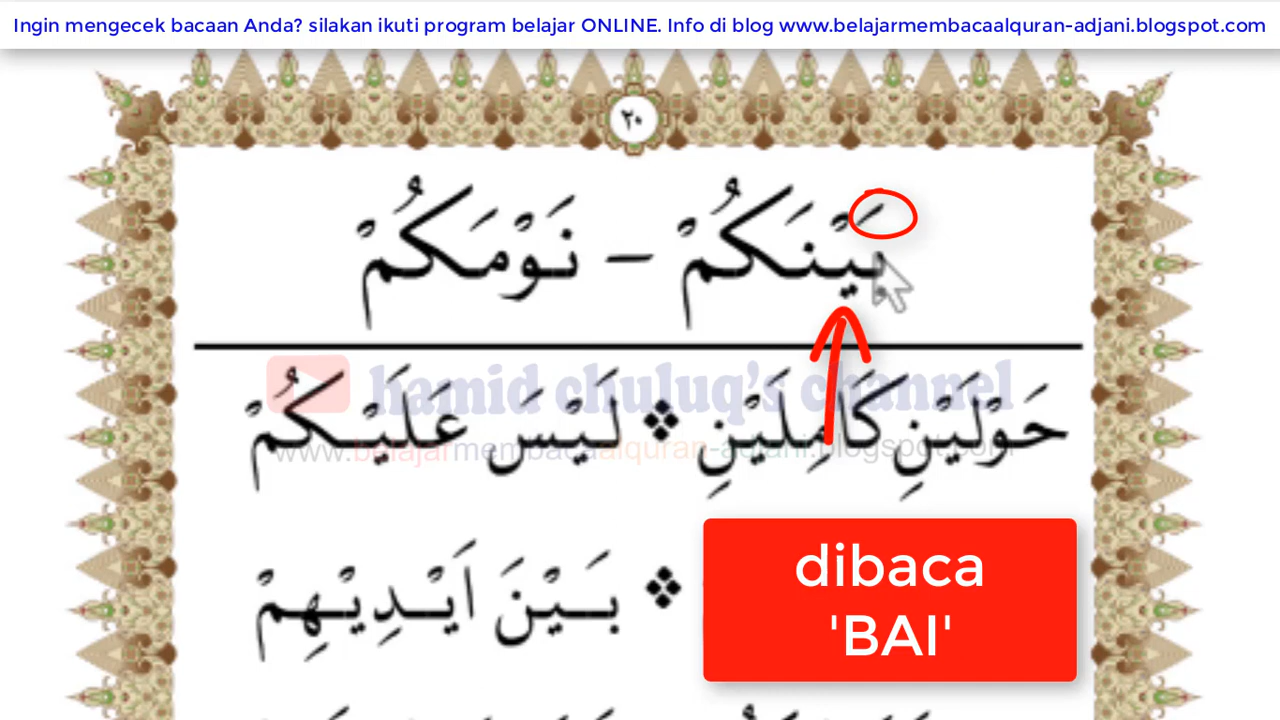 Ingin mengecek bacaan Anda? silakan ikuti program belajar ONLINE. Info di blog www.belajarmembacaalquran-adjani.blogspot.com
٢٠
بَيْنَكُمْ - نَوْمَكُمْ
hamid chuluq's channel
حَوْلَيْنِ كَامِلَيْنِ ❖ لَيْسَ عَلَيْكُمْ
www.belajarmembacaalquran-adjani.blogspot.com
❖ بَيْنَ اَيْدِيْهِمْ
dibaca
'BAI'